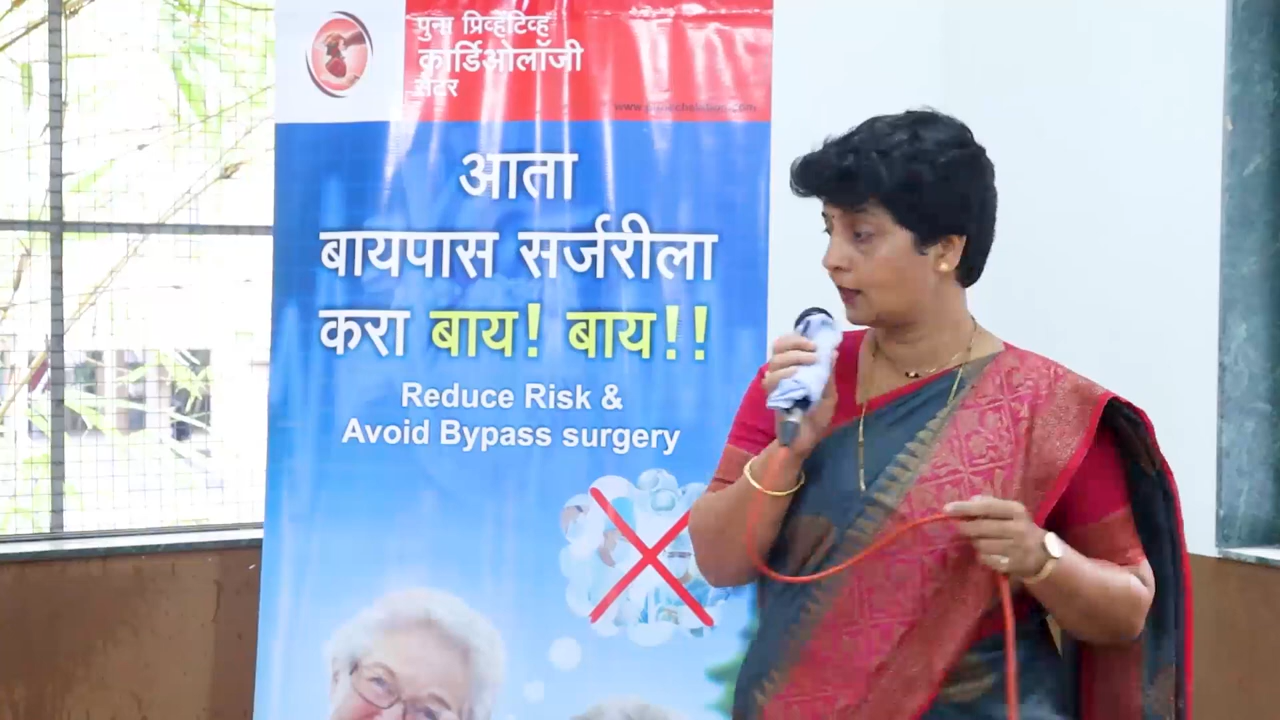 पुना प्रिव्हेंटिव्ह
कार्डिओलॉजी
सेंटर
आता
बायपास सर्जरीला
करा बाय! बाय!!
Reduce Risk &
Avoid Bypass surgery